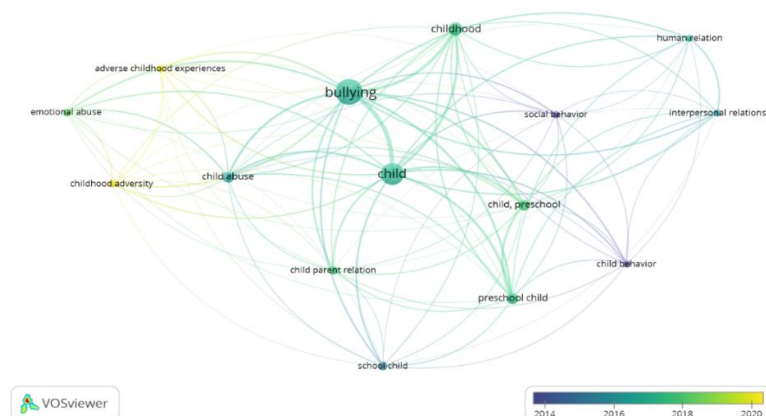 childhood
human relation
adverse childhood experiences
bullying
emotional abuse
social behavior
interpersonal relations
child
child abuse
childhood adversity
child, preschool
child parent relation
child behavior
preschool child
school child
VOSviewer
2014 2016 2018 2020